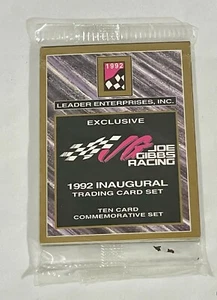 1992
LEADER ENTERPRISES, INC.
EXCLUSIVE
JOE
GIBBS
RACING
1992 INAUGURAL
TRADING CARD SET
TEN CARD
COMMEMORATIVE SET